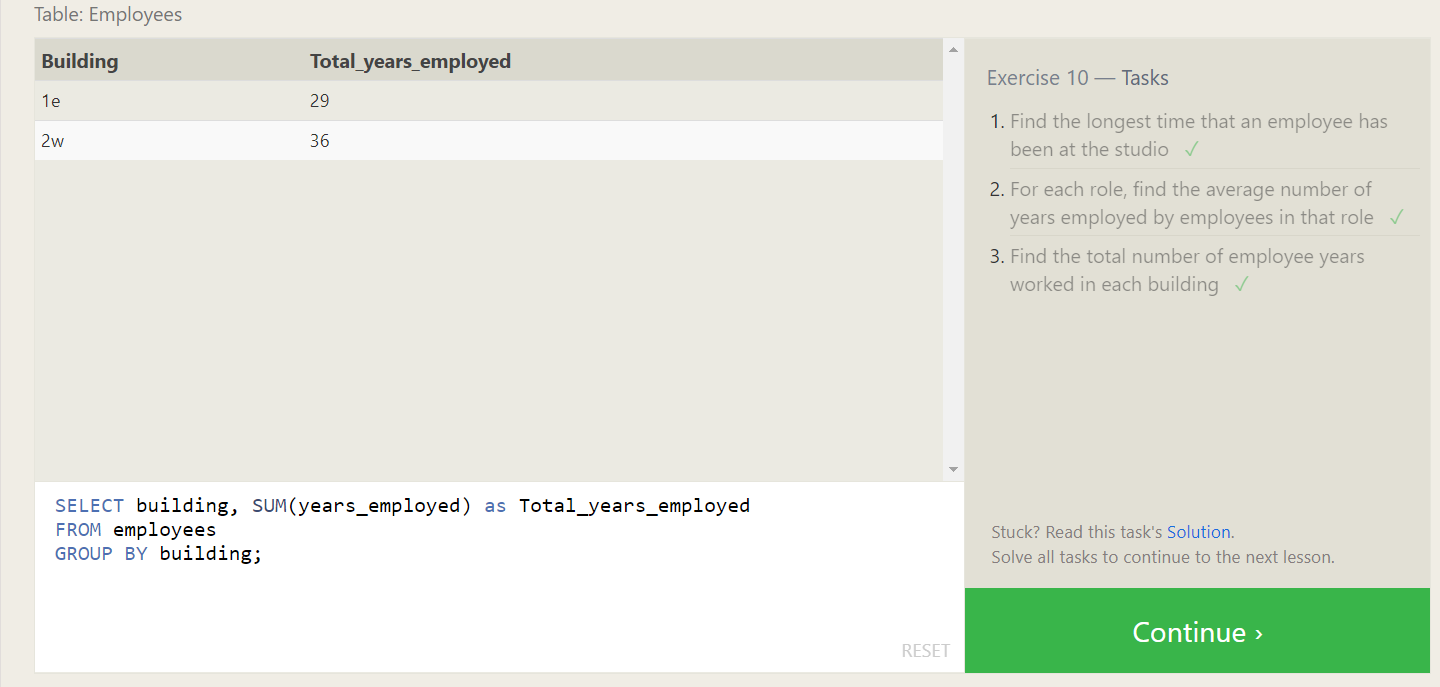 Table: Employees
Building Total_years_employed
1e 29
2w 36
SELECT building, SUM(years_employed) as Total_years_employed
FROM employees
GROUP BY building;
RESET
Exercise 10 — Tasks
1. Find the longest time that an employee has
been at the studio ✓
2. For each role, find the average number of
years employed by employees in that role ✓
3. Find the total number of employee years
worked in each building ✓
Stuck? Read this task's Solution.
Solve all tasks to continue to the next lesson.
Continue ›